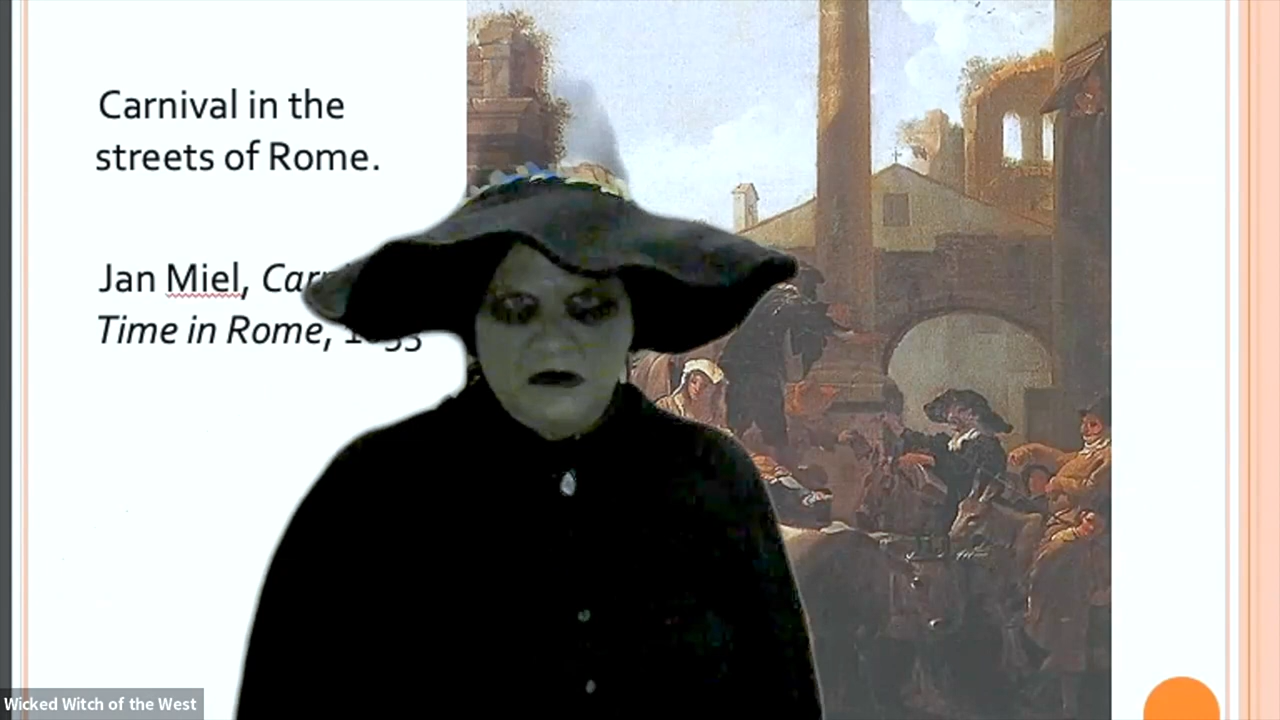 Carnival in the
streets of Rome.
Jan Miel,
Time in Rome,
Wicked Witch of the West